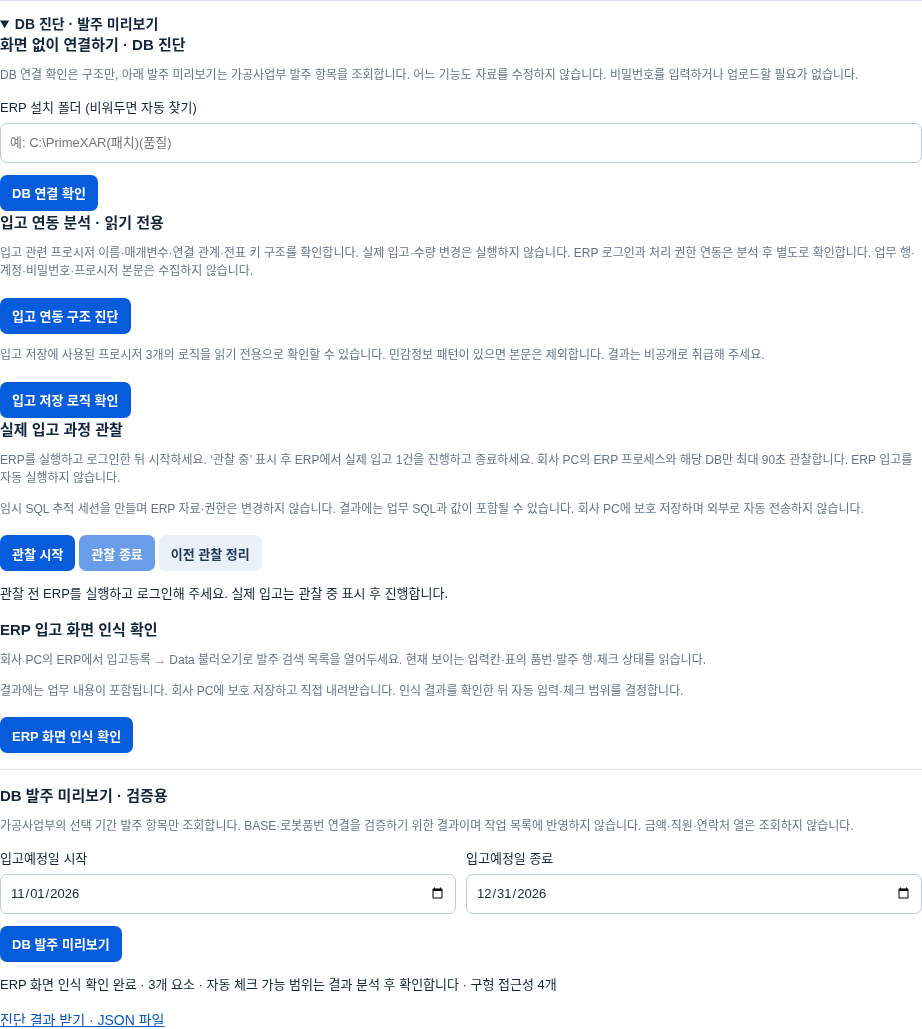 ▼ DB 진단 · 발주 미리보기
화면 없이 연결하기 · DB 진단
DB 연결 확인은 구조만, 아래 발주 미리보기는 가공사업부 발주 항목을 조회합니다. 어느 기능도 자료를 수정하지 않습니다. 비밀번호를 입력하거나 업로드할 필요가 없습니다.
ERP 설치 폴더 (비워두면 자동 찾기)
예: C:\PrimeXAR(패치)(품질)
DB 연결 확인
입고 연동 분석 · 읽기 전용
입고 관련 프로시저 이름·매개변수·연결 관계·전표 키 구조를 확인합니다. 실제 입고·수량 변경은 실행하지 않습니다. ERP 로그인과 처리 권한 연동은 분석 후 별도로 확인합니다. 업무 행·
계정·비밀번호·프로시저 본문은 수집하지 않습니다.
입고 연동 구조 진단
입고 저장에 사용된 프로시저 3개의 로직을 읽기 전용으로 확인할 수 있습니다. 민감정보 패턴이 있으면 본문은 제외합니다. 결과는 비공개로 취급해 주세요.
입고 저장 로직 확인
실제 입고 과정 관찰
ERP를 실행하고 로그인한 뒤 시작하세요. ‘관찰 중’ 표시 후 ERP에서 실제 입고 1건을 진행하고 종료하세요. 회사 PC의 ERP 프로세스와 해당 DB만 최대 90초 관찰합니다. ERP 입고를
자동 실행하지 않습니다.
임시 SQL 추적 세션을 만들며 ERP 자료·권한은 변경하지 않습니다. 결과에는 업무 SQL과 값이 포함될 수 있습니다. 회사 PC에 보호 저장하며 외부로 자동 전송하지 않습니다.
관찰 시작 관찰 종료 이전 관찰 정리
관찰 전 ERP를 실행하고 로그인해 주세요. 실제 입고는 관찰 중 표시 후 진행합니다.
ERP 입고 화면 인식 확인
회사 PC의 ERP에서 입고등록 → Data 불러오기로 발주 검색 목록을 열어두세요. 현재 보이는 입력칸·표의 품번·발주 행·체크 상태를 읽습니다.
결과에는 업무 내용이 포함됩니다. 회사 PC에 보호 저장하고 직접 내려받습니다. 인식 결과를 확인한 뒤 자동 입력·체크 범위를 결정합니다.
ERP 화면 인식 확인
DB 발주 미리보기 · 검증용
가공사업부의 선택 기간 발주 항목만 조회합니다. BASE·로봇품번 연결을 검증하기 위한 결과이며 작업 목록에 반영하지 않습니다. 금액·직원·연락처 열은 조회하지 않습니다.
입고예정일 시작 입고예정일 종료
11/01/2026 12/31/2026
DB 발주 미리보기
ERP 화면 인식 확인 완료 · 3개 요소 · 자동 체크 가능 범위는 결과 분석 후 확인합니다 · 구형 접근성 4개
진단 결과 받기 · JSON 파일